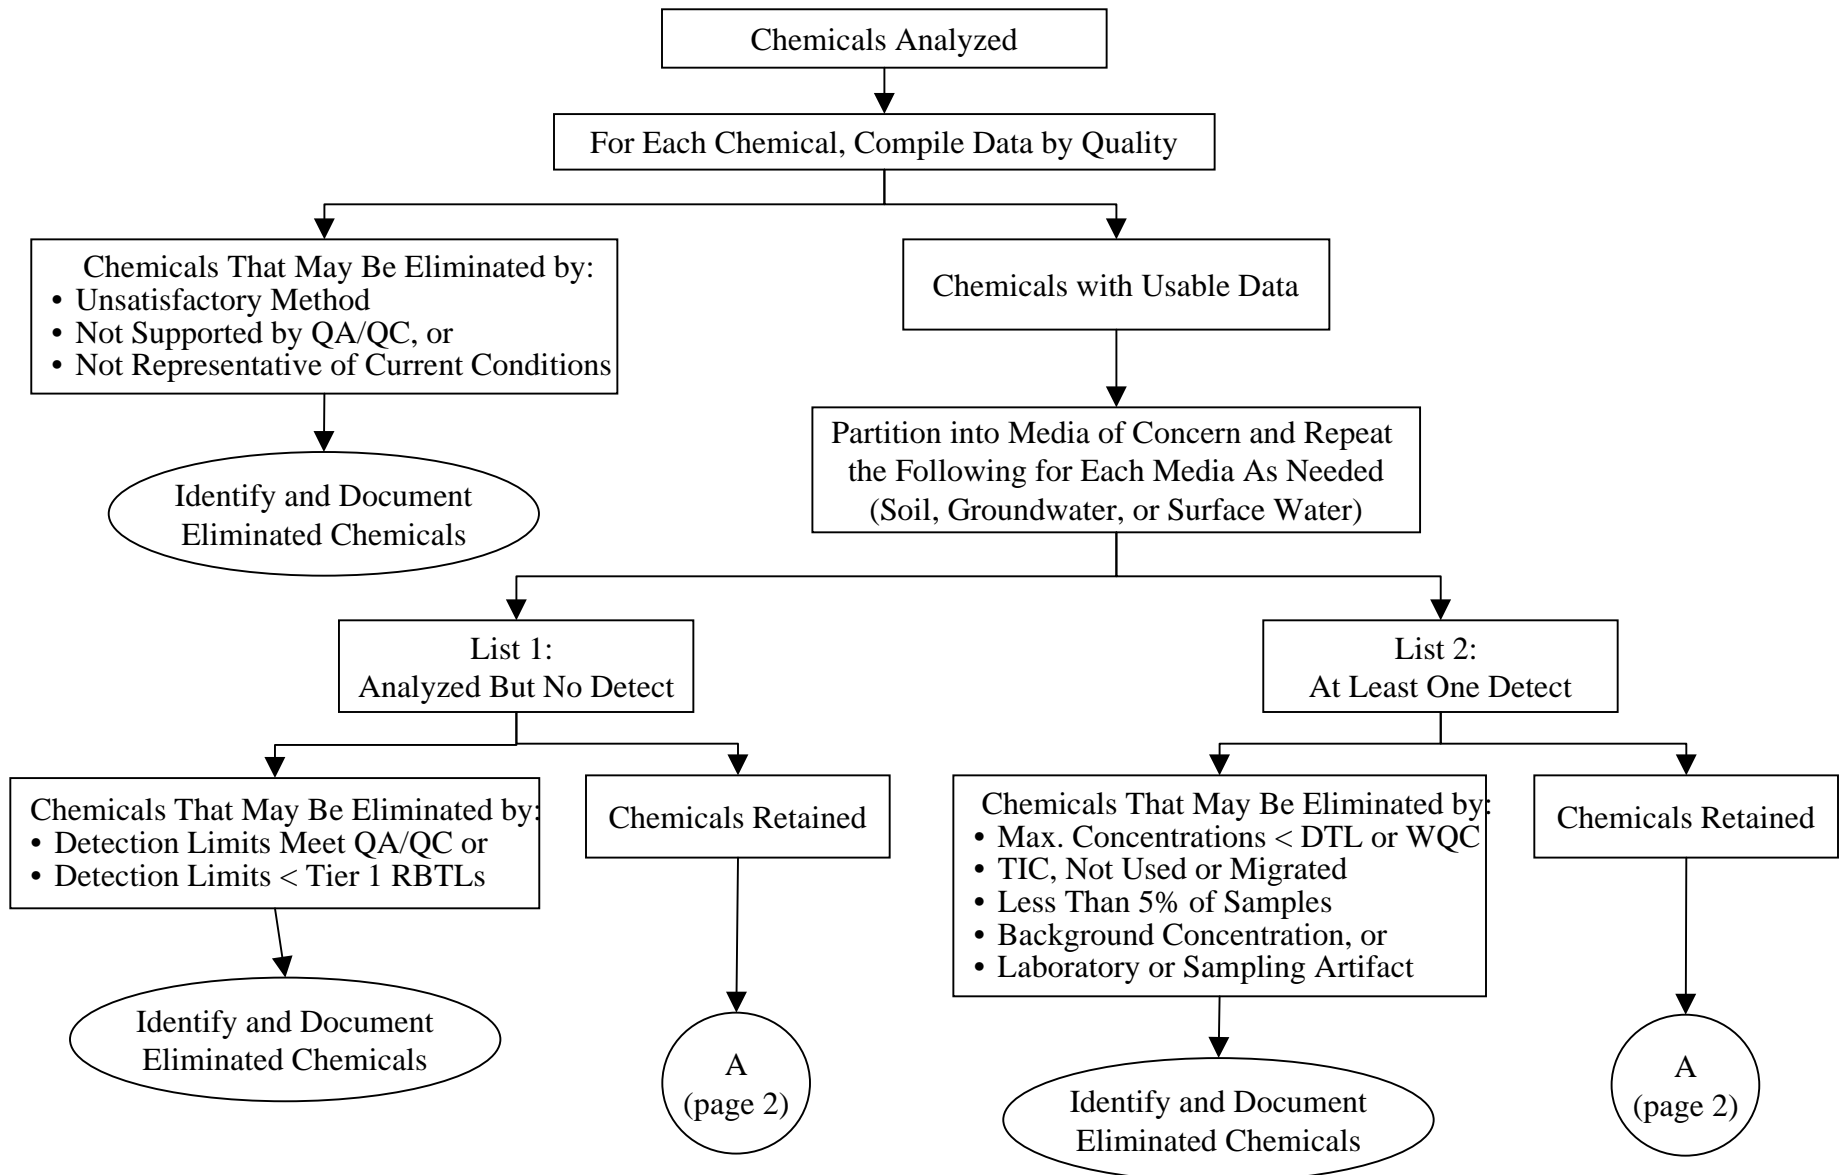 Chemicals Analyzed
For Each Chemical, Compile Data by Quality
Chemicals That May Be Eliminated by:
• Unsatisfactory Method
• Not Supported by QA/QC, or
• Not Representative of Current Conditions
Chemicals with Usable Data
Identify and Document
Eliminated Chemicals
Partition into Media of Concern and Repeat
the Following for Each Media As Needed
(Soil, Groundwater, or Surface Water)
List 1:
Analyzed But No Detect
List 2:
At Least One Detect
Chemicals That May Be Eliminated by:
• Detection Limits Meet QA/QC or
• Detection Limits < Tier 1 RBTLs
Chemicals Retained
Chemicals That May Be Eliminated by:
• Max. Concentrations < DTL or WQC
• TIC, Not Used or Migrated
• Less Than 5% of Samples
• Background Concentration, or
• Laboratory or Sampling Artifact
Chemicals Retained
Identify and Document
Eliminated Chemicals
A
(page 2)
Identify and Document
Eliminated Chemicals
A
(page 2)